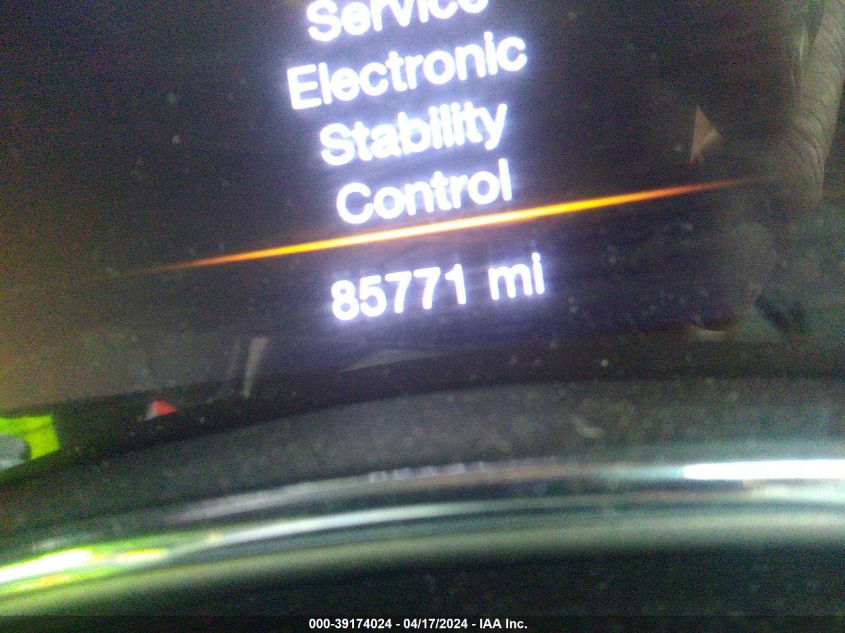 Service
Electronic
Stability
Control
85771 mi
000-39174024 - 04/17/2024 - IAA Inc.